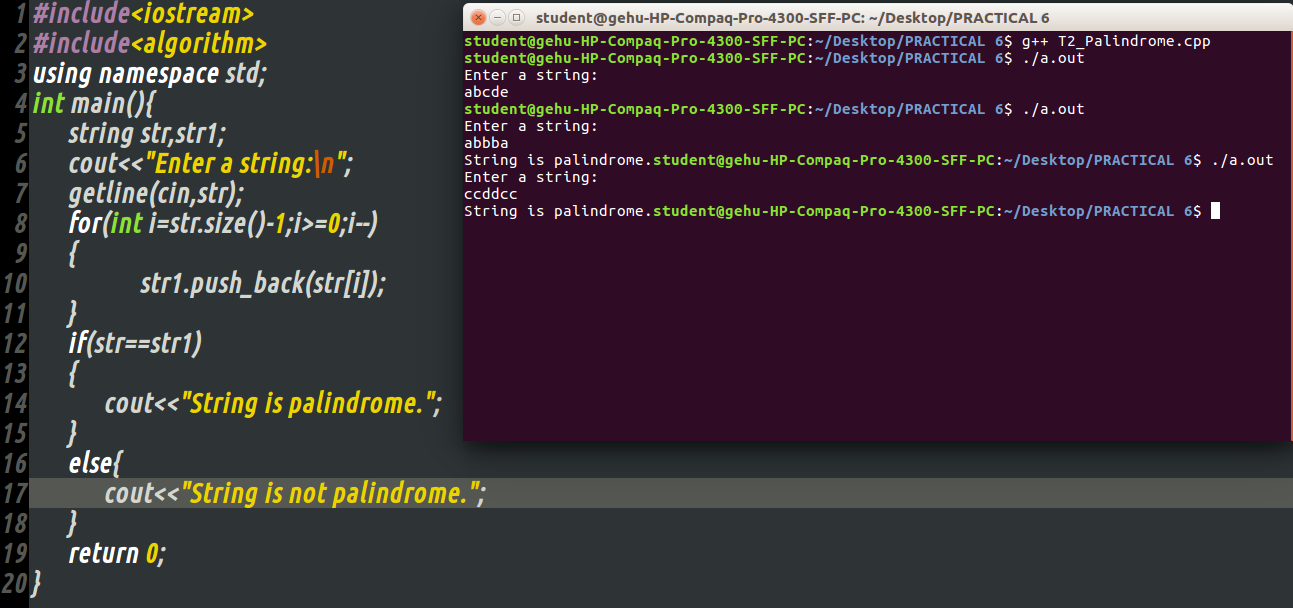 1 #include<iostream>
2 #include<algorithm>
3 using namespace std;
4 int main(){
5 string str,str1;
6 cout<<"Enter a string:\n";
7 getline(cin,str);
8 for(int i=str.size()-1;i>=0;i--)
9 {
10 str1.push_back(str[i]);
11 }
12 if(str==str1)
13 {
14 cout<<"String is palindrome.";
15 }
16 else{
17 cout<<"String is not palindrome.";
18 }
19 return 0;
20 }
student@gehu-HP-Compaq-Pro-4300-SFF-PC: ~/Desktop/PRACTICAL 6
student@gehu-HP-Compaq-Pro-4300-SFF-PC:~/Desktop/PRACTICAL 6$ g++ T2_Palindrome.cpp
student@gehu-HP-Compaq-Pro-4300-SFF-PC:~/Desktop/PRACTICAL 6$ ./a.out
Enter a string:
abcde
student@gehu-HP-Compaq-Pro-4300-SFF-PC:~/Desktop/PRACTICAL 6$ ./a.out
Enter a string:
abbba
String is palindrome.student@gehu-HP-Compaq-Pro-4300-SFF-PC:~/Desktop/PRACTICAL 6$ ./a.out
Enter a string:
ccddcc
String is palindrome.student@gehu-HP-Compaq-Pro-4300-SFF-PC:~/Desktop/PRACTICAL 6$